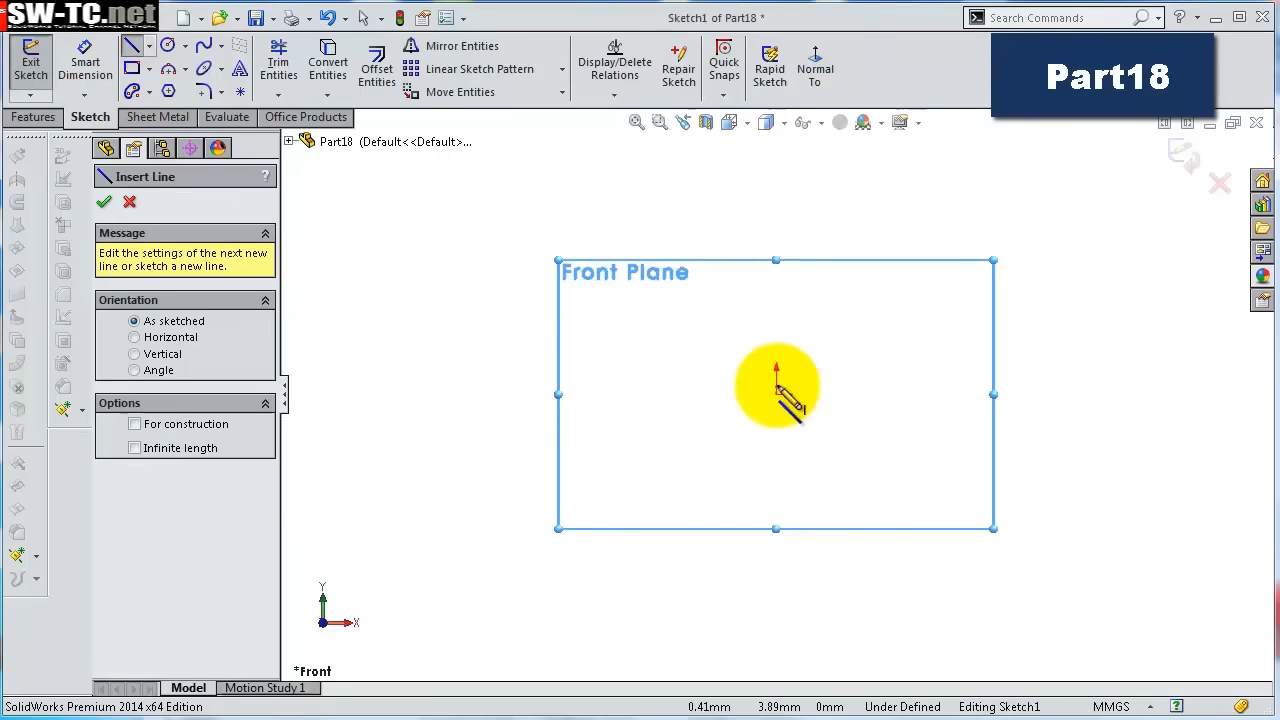 SW-TC.net
SOLIDWORKS TUTORIAL CHANNEL NETWORK
Sketch1 of Part18 *
Search Commands
Exit Sketch
Smart Dimension
Trim Entities
Convert Entities
Offset Entities
Mirror Entities
Linear Sketch Pattern
Move Entities
Display/Delete Relations
Repair Sketch
Quick Snaps
Rapid Sketch
Normal To
Part18
Features
Sketch
Sheet Metal
Evaluate
Office Products
Part18 (Default<<Default>...
Insert Line
?
Message
Edit the settings of the next new
line or sketch a new line.
Orientation
As sketched
Horizontal
Vertical
Angle
Options
For construction
Infinite length
Front Plane
Y
X
*Front
Model
Motion Study 1
SolidWorks Premium 2014 x64 Edition
0.41mm
3.89mm
0mm
Under Defined
Editing Sketch1
MMGS
?